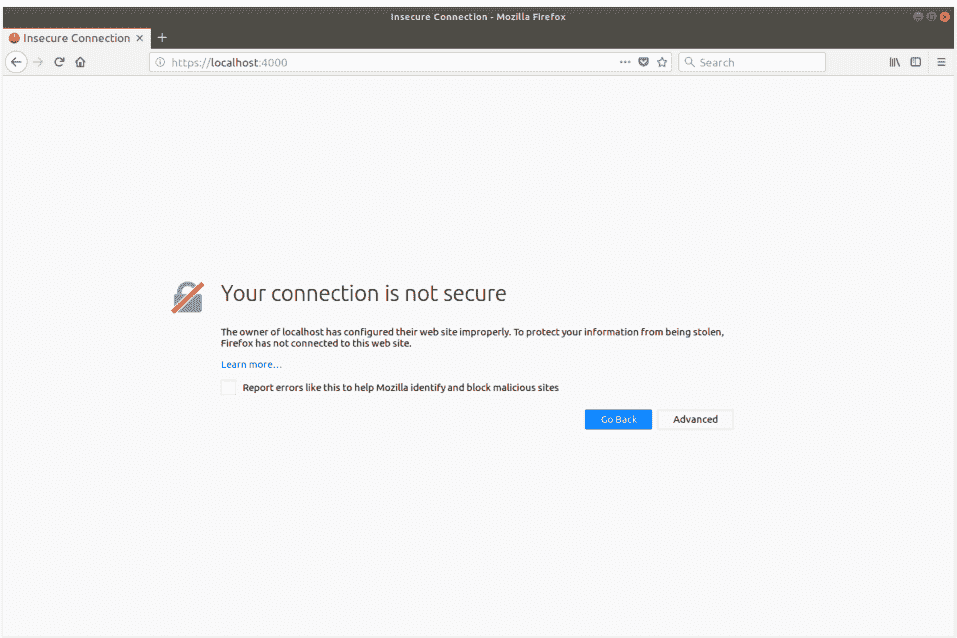 Insecure Connection - Mozilla Firefox
Insecure Connection
https://localhost:4000
Search
Your connection is not secure
The owner of localhost has configured their web site improperly. To protect your information from being stolen,
Firefox has not connected to this web site.
Learn more…
Report errors like this to help Mozilla identify and block malicious sites
Go Back
Advanced